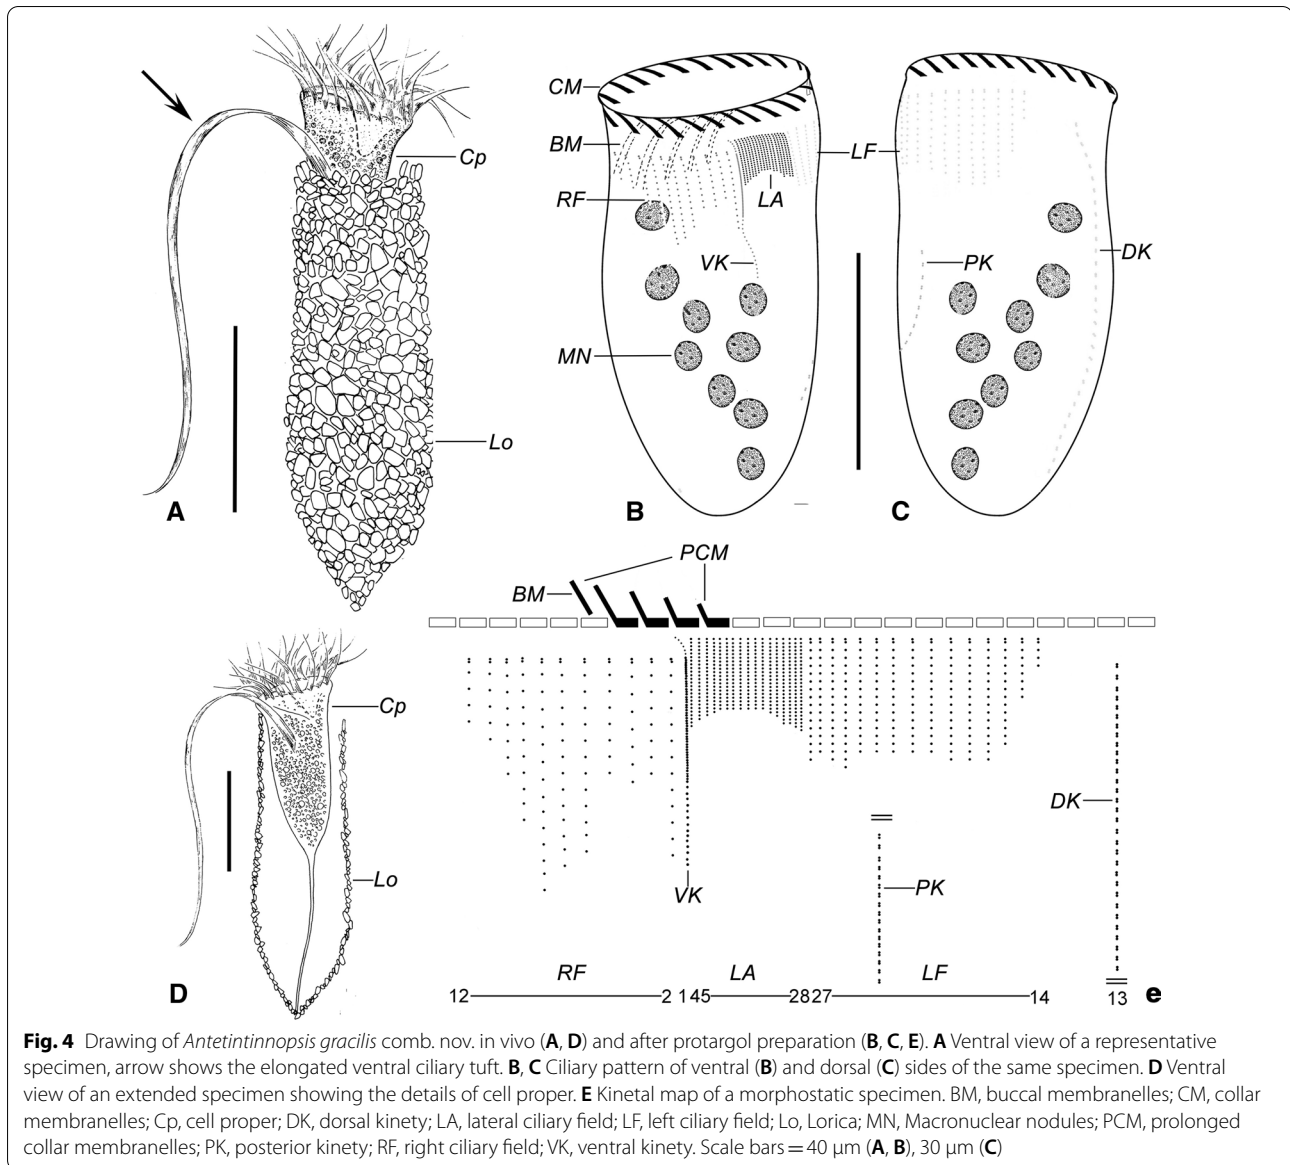 Cp
Lo
A
CM
BM
RF
LA
VK
MN
B
LF
PK
DK
C
Cp
Lo
D
PCM
BM
VK
DK
PK
RF LA LF
12 2 1 45 28 27 14 13 e
Fig. 4 Drawing of Antetintinnopsis gracilis comb. nov. in vivo (A, D) and after protargol preparation (B, C, E). A Ventral view of a representative
specimen, arrow shows the elongated ventral ciliary tuft. B, C Ciliary pattern of ventral (B) and dorsal (C) sides of the same specimen. D Ventral
view of an extended specimen showing the details of cell proper. E Kinetal map of a morphostatic specimen. BM, buccal membranelles; CM, collar
membranelles; Cp, cell proper; DK, dorsal kinety; LA, lateral ciliary field; LF, left ciliary field; Lo, Lorica; MN, Macronuclear nodules; PCM, prolonged
collar membranelles; PK, posterior kinety; RF, right ciliary field; VK, ventral kinety. Scale bars = 40 μm (A, B), 30 μm (C)